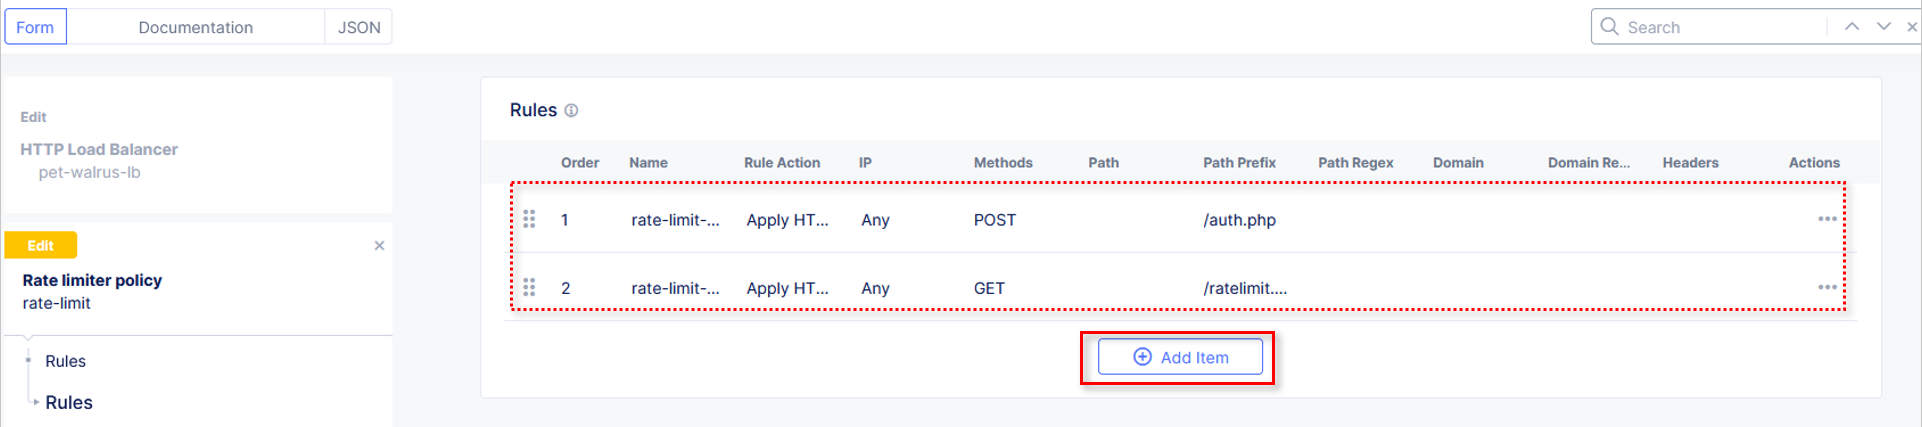 Form Documentation JSON
Search
Edit
HTTP Load Balancer
pet-walrus-lb
Edit
Rate limiter policy
rate-limit
Rules
Rules
Rules
Order Name Rule Action IP Methods Path Path Prefix Path Regex Domain Domain Re... Headers Actions
1 rate-limit-... Apply HT... Any POST /auth.php
2 rate-limit-... Apply HT... Any GET /ratelimit....
Add Item